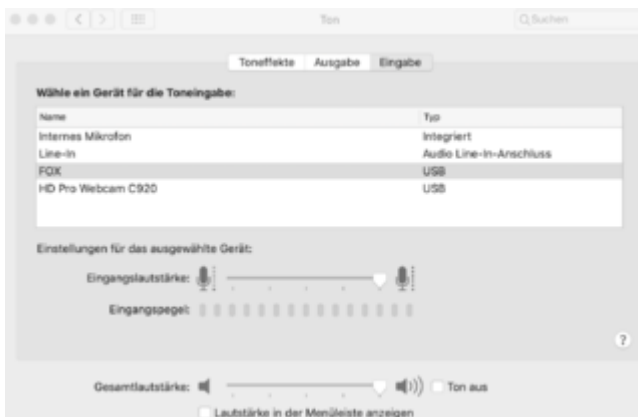 Ton
Suchen
Toneffekte Ausgabe Eingabe
Wähle ein Gerät für die Toneingabe:
Name Typ
Internes Mikrofon Integriert
Line-In Audio Line-In-Anschluss
FOX USB
HD Pro Webcam C920 USB
Einstellungen für das ausgewählte Gerät:
Eingangslautstärke:
Eingangspegel:
?
Gesamtlautstärke: Ton aus
Lautstärke in der Menüleiste anzeigen